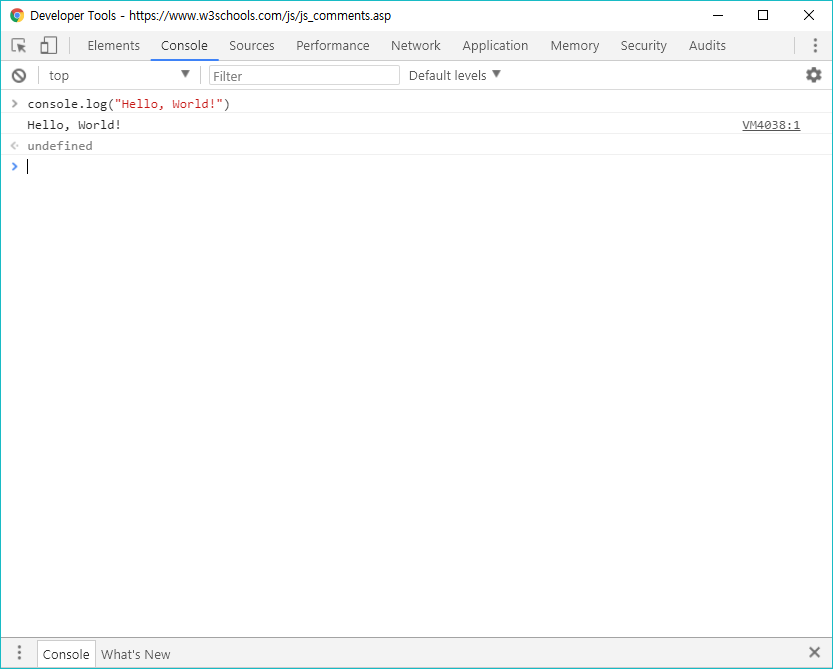 Developer Tools - https://www.w3schools.com/js/js_comments.asp
Elements Console Sources Performance Network Application Memory Security Audits
top Filter Default levels
> console.log("Hello, World!")
Hello, World! VM4038:1
undefined
>
Console What's New